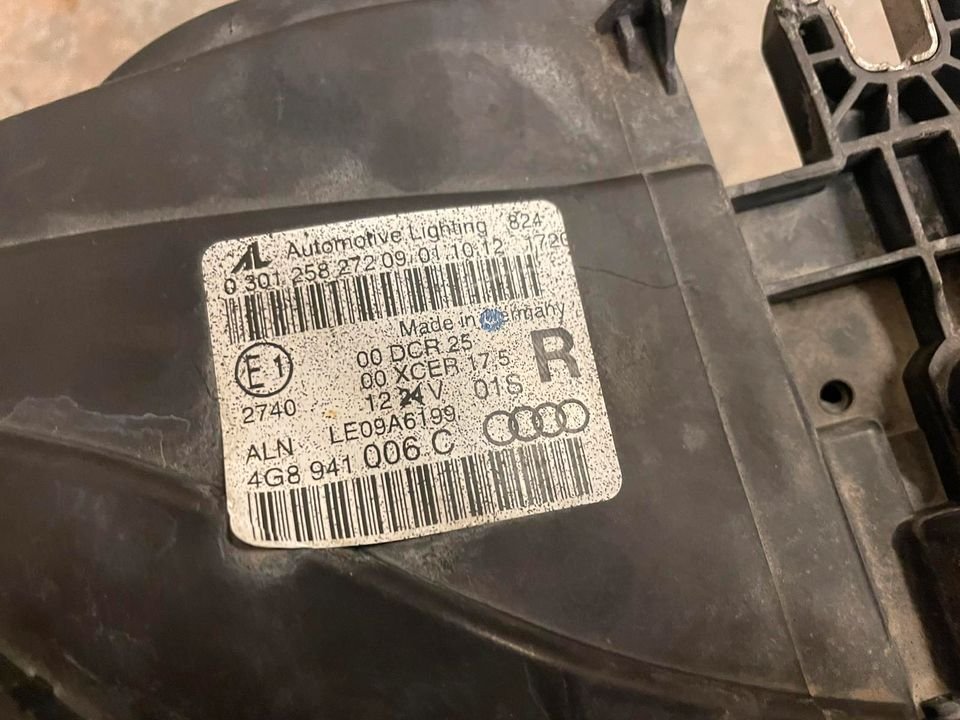 AL Automotive Lighting 824
0 301 258 272 09.01 10.12 1720
Made in Germany
E1
00 DCR 25
00 XCER 17.5
R
2740
12 24 V 01S
ALN LE09A6199
4G8 941 006 C